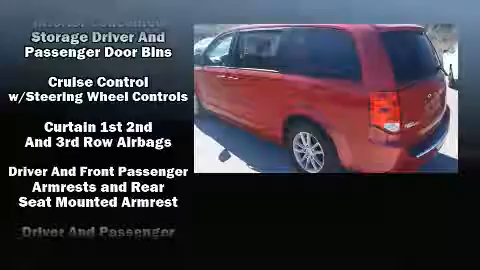 Storage Driver And
Passenger Door Bins
Cruise Control
w/Steering Wheel Controls
Curtain 1st 2nd
And 3rd Row Airbags
Driver And Front Passenger
Armrests and Rear
Seat Mounted Armrest
Driver And Passenger